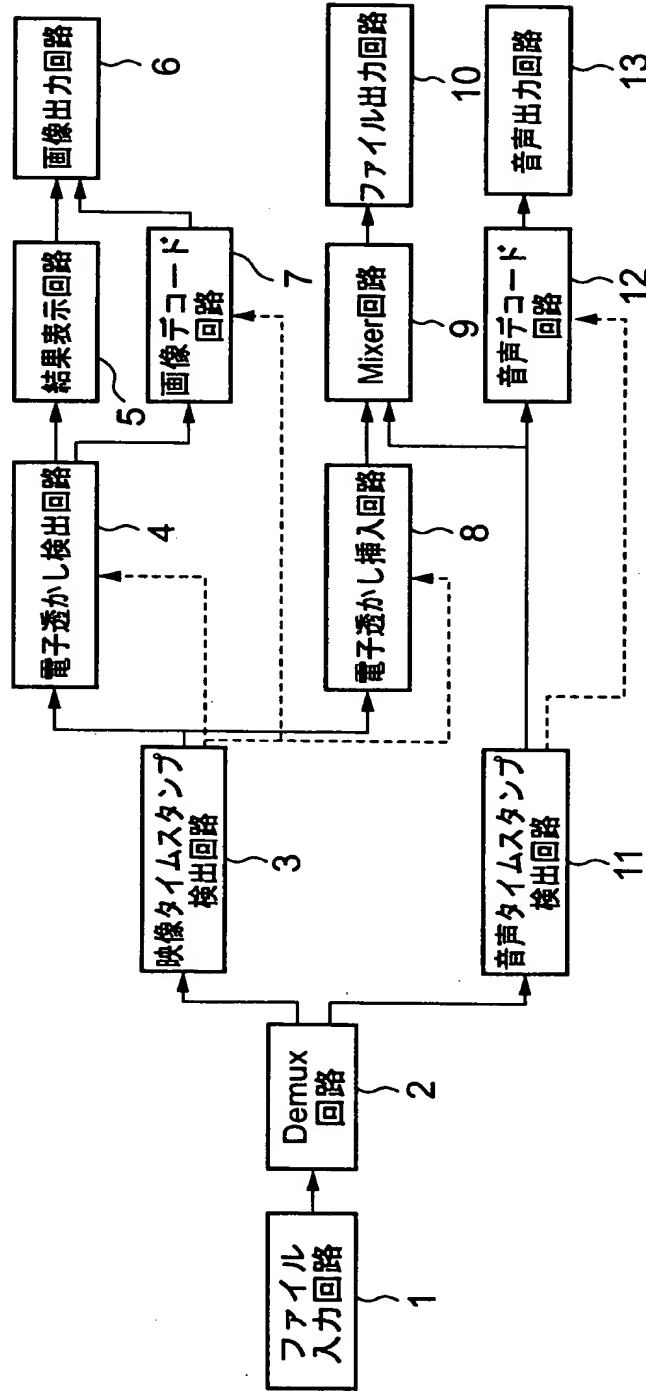 ファイル
入力回路
1
Demux
回路
2
映像タイムスタンプ
検出回路
3
電子透かし検出回路
4
結果表示回路
5
画像出力回路
6
画像デコード
回路
7
電子透かし挿入回路
8
Mixer回路
9
ファイル出力回路
10
音声タイムスタンプ
検出回路
11
音声デコード
回路
12
音声出力回路
13